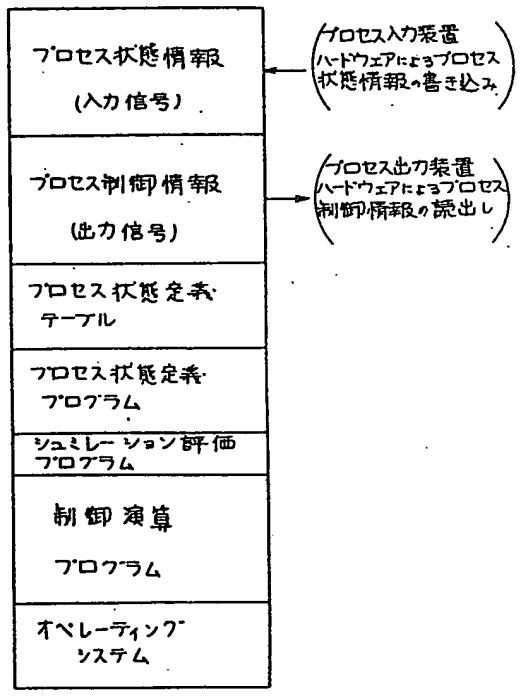 プロセス状態情報
(入力信号)
プロセス入力装置
ハードウェアによるプロセス
状態情報の書き込み
プロセス制御情報
(出力信号)
プロセス出力装置
ハードウェアによるプロセス
制御情報の読出し
プロセス状態定義
テーブル
プロセス状態定義
プログラム
シュミレーション評価
プログラム
制御演算
プログラム
オペレーティング
システム